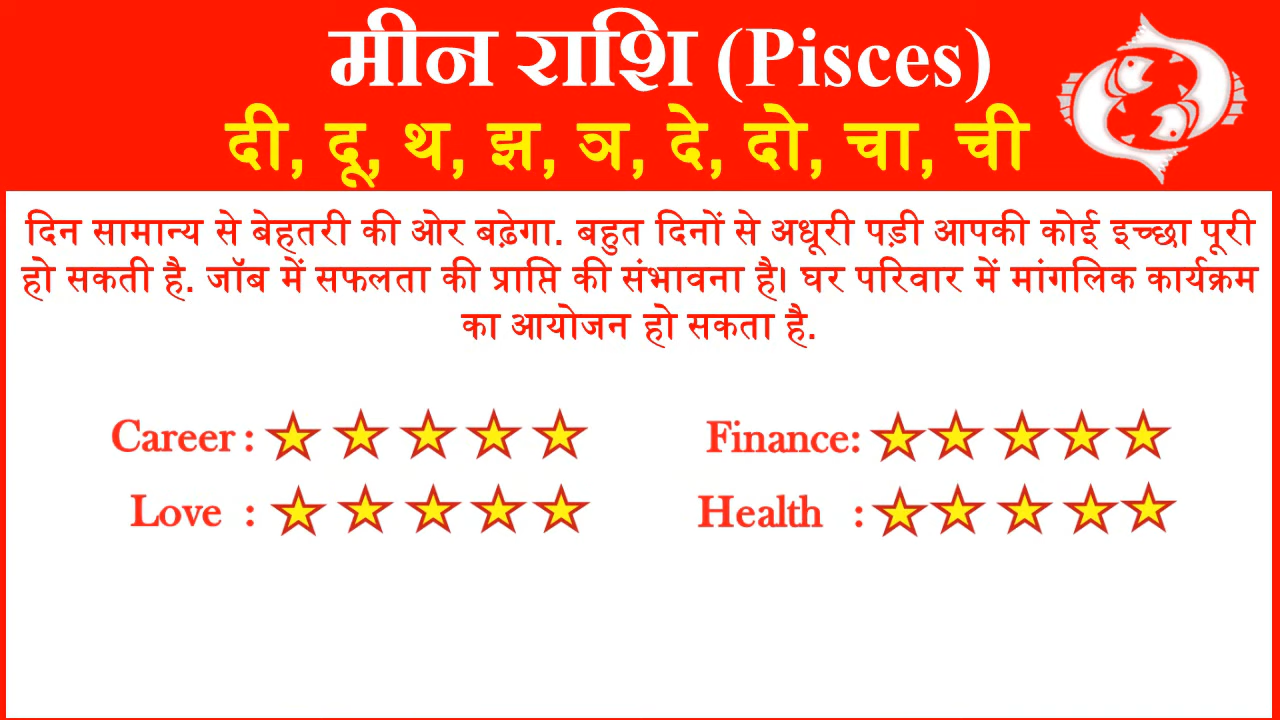 मीन राशि (Pisces)
दी, दू, थ, झ, ञ, दे, दो, चा, ची
दिन सामान्य से बेहतरी की ओर बढ़ेगा. बहुत दिनों से अधूरी पड़ी आपकी कोई इच्छा पूरी
हो सकती है. जॉब में सफलता की प्राप्ति की संभावना है। घर परिवार में मांगलिक कार्यक्रम
का आयोजन हो सकता है.
Career :
Finance:
Love :
Health :